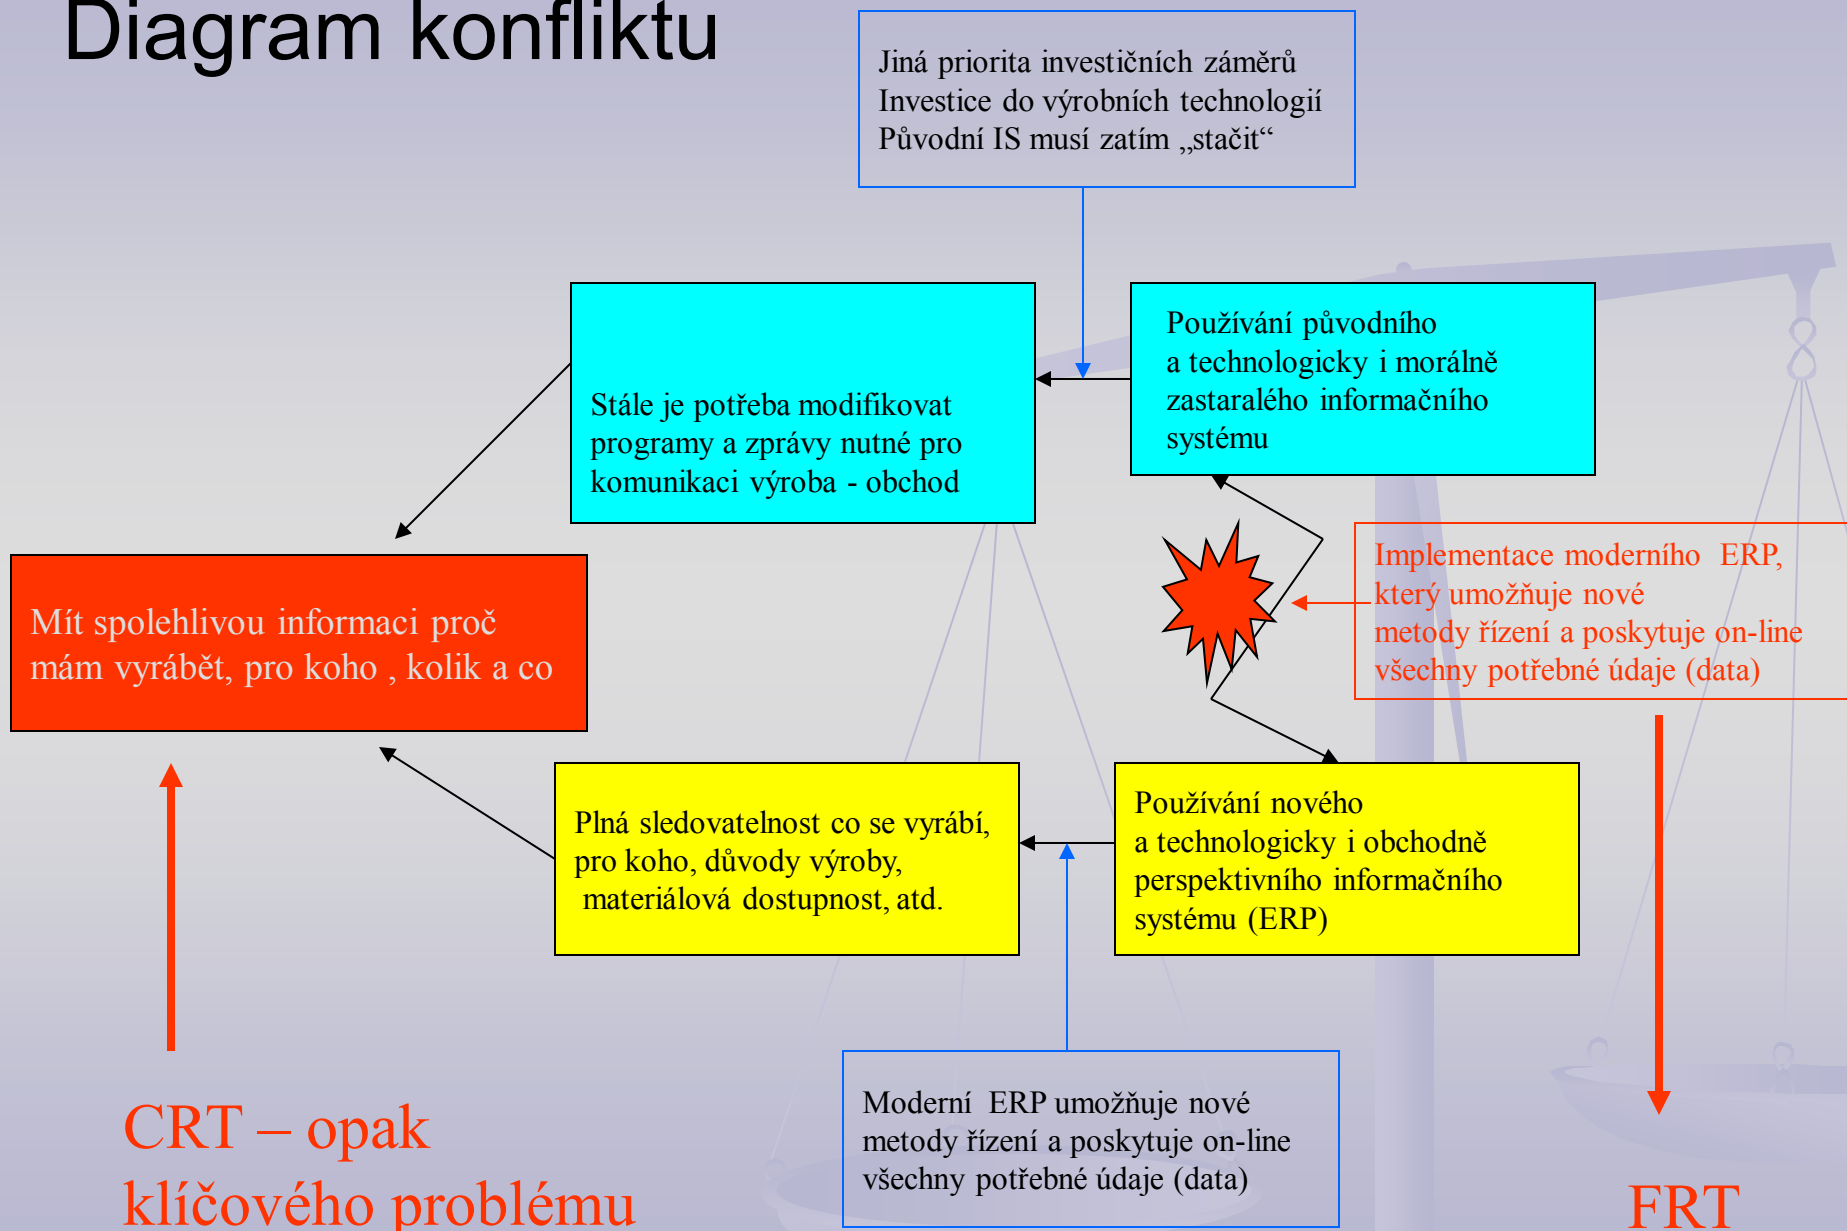 Diagram konfliktu
Jiná priorita investičních záměrů
Investice do výrobních technologií
Původní IS musí zatím „stačit“
Stále je potřeba modifikovat
programy a zprávy nutné pro
komunikaci výroba - obchod
Používání původního
a technologicky i morálně
zastaralého informačního
systému
Mít spolehlivou informaci proč
mám vyrábět, pro koho , kolik a co
Implementace moderního ERP,
který umožňuje nové
metody řízení a poskytuje on-line
všechny potřebné údaje (data)
Plná sledovatelnost co se vyrábí,
pro koho, důvody výroby,
materiálová dostupnost, atd.
Používání nového
a technologicky i obchodně
perspektivního informačního
systému (ERP)
CRT – opak
klíčového problému
Moderní ERP umožňuje nové
metody řízení a poskytuje on-line
všechny potřebné údaje (data)
FRT